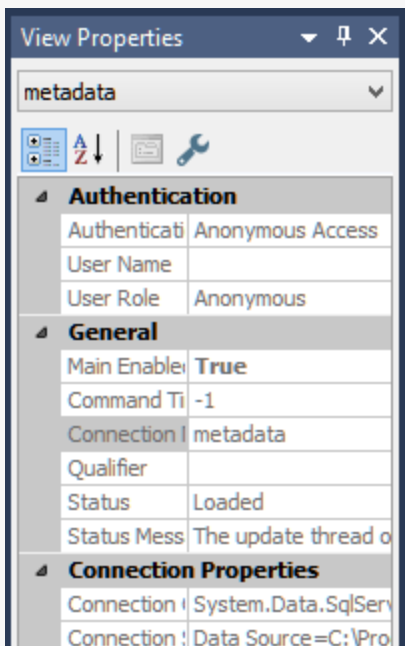 View Properties
metadata
A
Z
Authentication
Authenticati Anonymous Access
User Name
User Role Anonymous
General
Main Enable True
Command Ti -1
Connection metadata
Qualifier
Status Loaded
Status Mess The update thread o
Connection Properties
Connection System.Data.SqlServ
Connection Data Source=C:\Pro